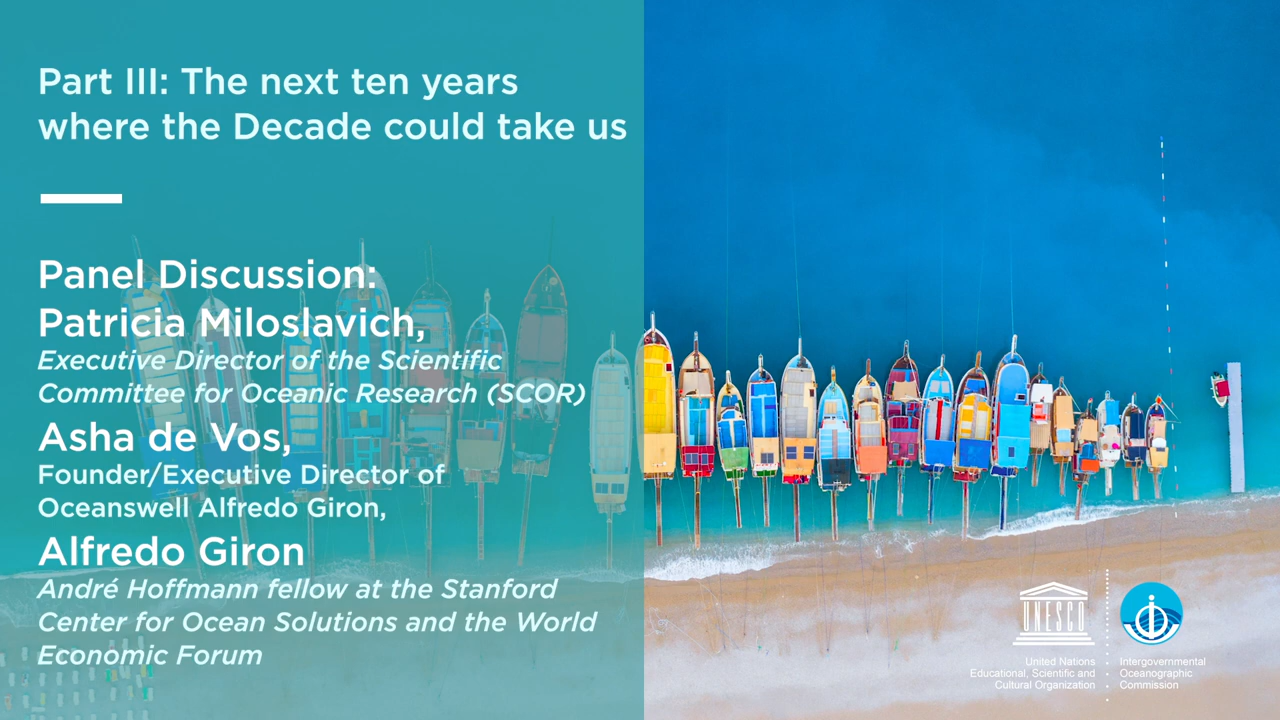 Part III: The next ten years
where the Decade could take us
Panel Discussion:
Patricia Miloslavich,
Executive Director of the Scientific
Committee for Oceanic Research (SCOR)
Asha de Vos,
Founder/Executive Director of
Oceanswell Alfredo Giron,
Alfredo Giron
André Hoffmann fellow at the Stanford
Center for Ocean Solutions and the World
Economic Forum
UNESCO
United Nations
Educational, Scientific and
Cultural Organization
Intergovernmental
Oceanographic
Commission